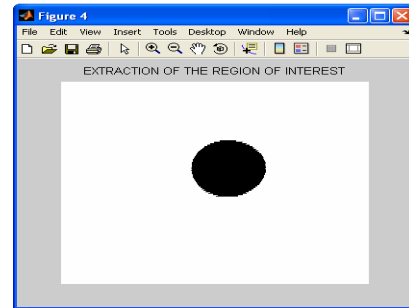 Figure 4
File Edit View Insert Tools Desktop Window Help
EXTRACTION OF THE REGION OF INTEREST